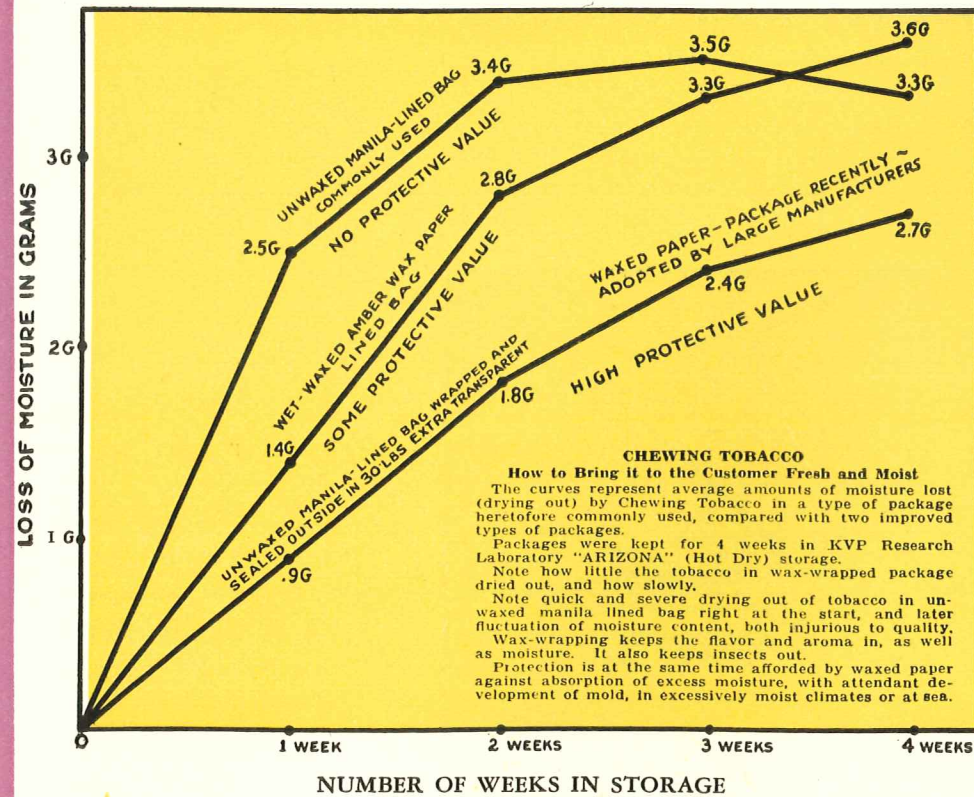 3.6G
3.5G
3.4G
3.3G
3.3G
UNWAXED MANILA-LINED BAG
COMMONLY USED
NO PROTECTIVE VALUE
3G
2.8G
2.5G
WET-WAXED AMBER WAX PAPER
LINED BAG
SOME PROTECTIVE VALUE
WAXED PAPER-PACKAGE RECENTLY ~
ADOPTED BY LARGE MANUFACTURERS
2.7G
2.4G
HIGH PROTECTIVE VALUE
LOSS OF MOISTURE IN GRAMS
2G
1.8G
1.4G
UNWAXED MANILA-LINED BAG WRAPPED AND
SEALED OUTSIDE IN 30 LBS EXTRA TRANSPARENT
1G
.9G
CHEWING TOBACCO
How to Bring it to the Customer Fresh and Moist
The curves represent average amounts of moisture lost
(drying out) by Chewing Tobacco in a type of package
heretofore commonly used, compared with two improved
types of packages.
Packages were kept for 4 weeks in KVP Research
Laboratory "ARIZONA" (Hot Dry) storage.
Note how little the tobacco in wax-wrapped package
dried out, and how slowly.
Note quick and severe drying out of tobacco in un-
waxed manila lined bag right at the start, and later
fluctuation of moisture content, both injurious to quality.
Wax-wrapping keeps the flavor and aroma in, as well
as moisture. It also keeps insects out.
Protection is at the same time afforded by waxed paper
against absorption of excess moisture, with attendant de-
velopment of mold, in excessively moist climates or at sea.
0
1 WEEK
2 WEEKS
3 WEEKS
4 WEEKS
NUMBER OF WEEKS IN STORAGE